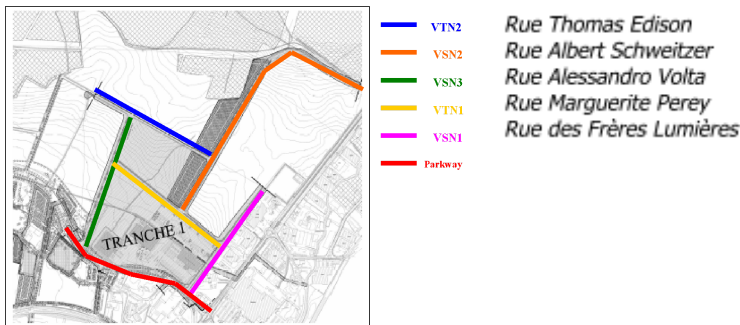 VTN2 Rue Thomas Edison
VSN2 Rue Albert Schweitzer
VSN3 Rue Alessandro Volta
VTN1 Rue Marguerite Perey
VSN1 Rue des Frères Lumières
Parkway
TRANCHE 1